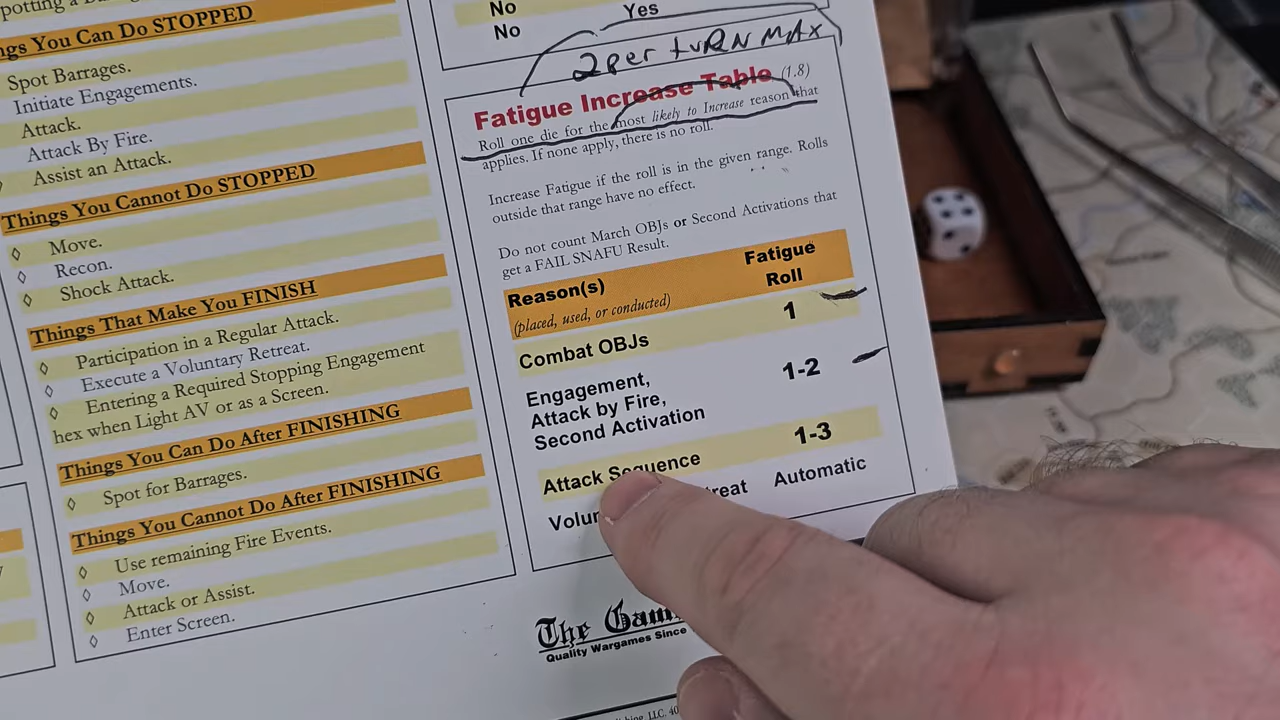 potting a
ngs You Can Do STOPPED
Spot Barrages.
Initiate Engagements.
Attack.
Attack By Fire.
Assist an Attack.
Things You Cannot Do STOPPED
◊ Move.
◊ Recon.
◊ Shock Attack.
Things That Make You FINISH
◊ Participation in a Regular Attack.
◊ Execute a Voluntary Retreat.
◊ Entering a Required Stopping Engagement
hex when Light AV or as a Screen.
Things You Can Do After FINISHING
◊ Spot for Barrages.
Things You Cannot Do After FINISHING
◊ Use remaining Fire Events.
◊ Move.
◊ Attack or Assist.
◊ Enter Screen.
No Yes
No
2 per tuRN MAX
Fatigue Increase Table (1.8)
Roll one die for the most likely to Increase reason that
applies. If none apply, there is no roll.
Increase Fatigue if the roll is in the given range. Rolls
outside that range have no effect.
Do not count March OBJs or Second Activations that
get a FAIL SNAFU Result.
Reason(s) Fatigue
(placed, used, or conducted) Roll
Combat OBJs 1
Engagement, 1-2
Attack by Fire,
Second Activation
Attack Sequence 1-3
Volu reat Automatic
The Gam
Quality Wargames Since
LLC. 40